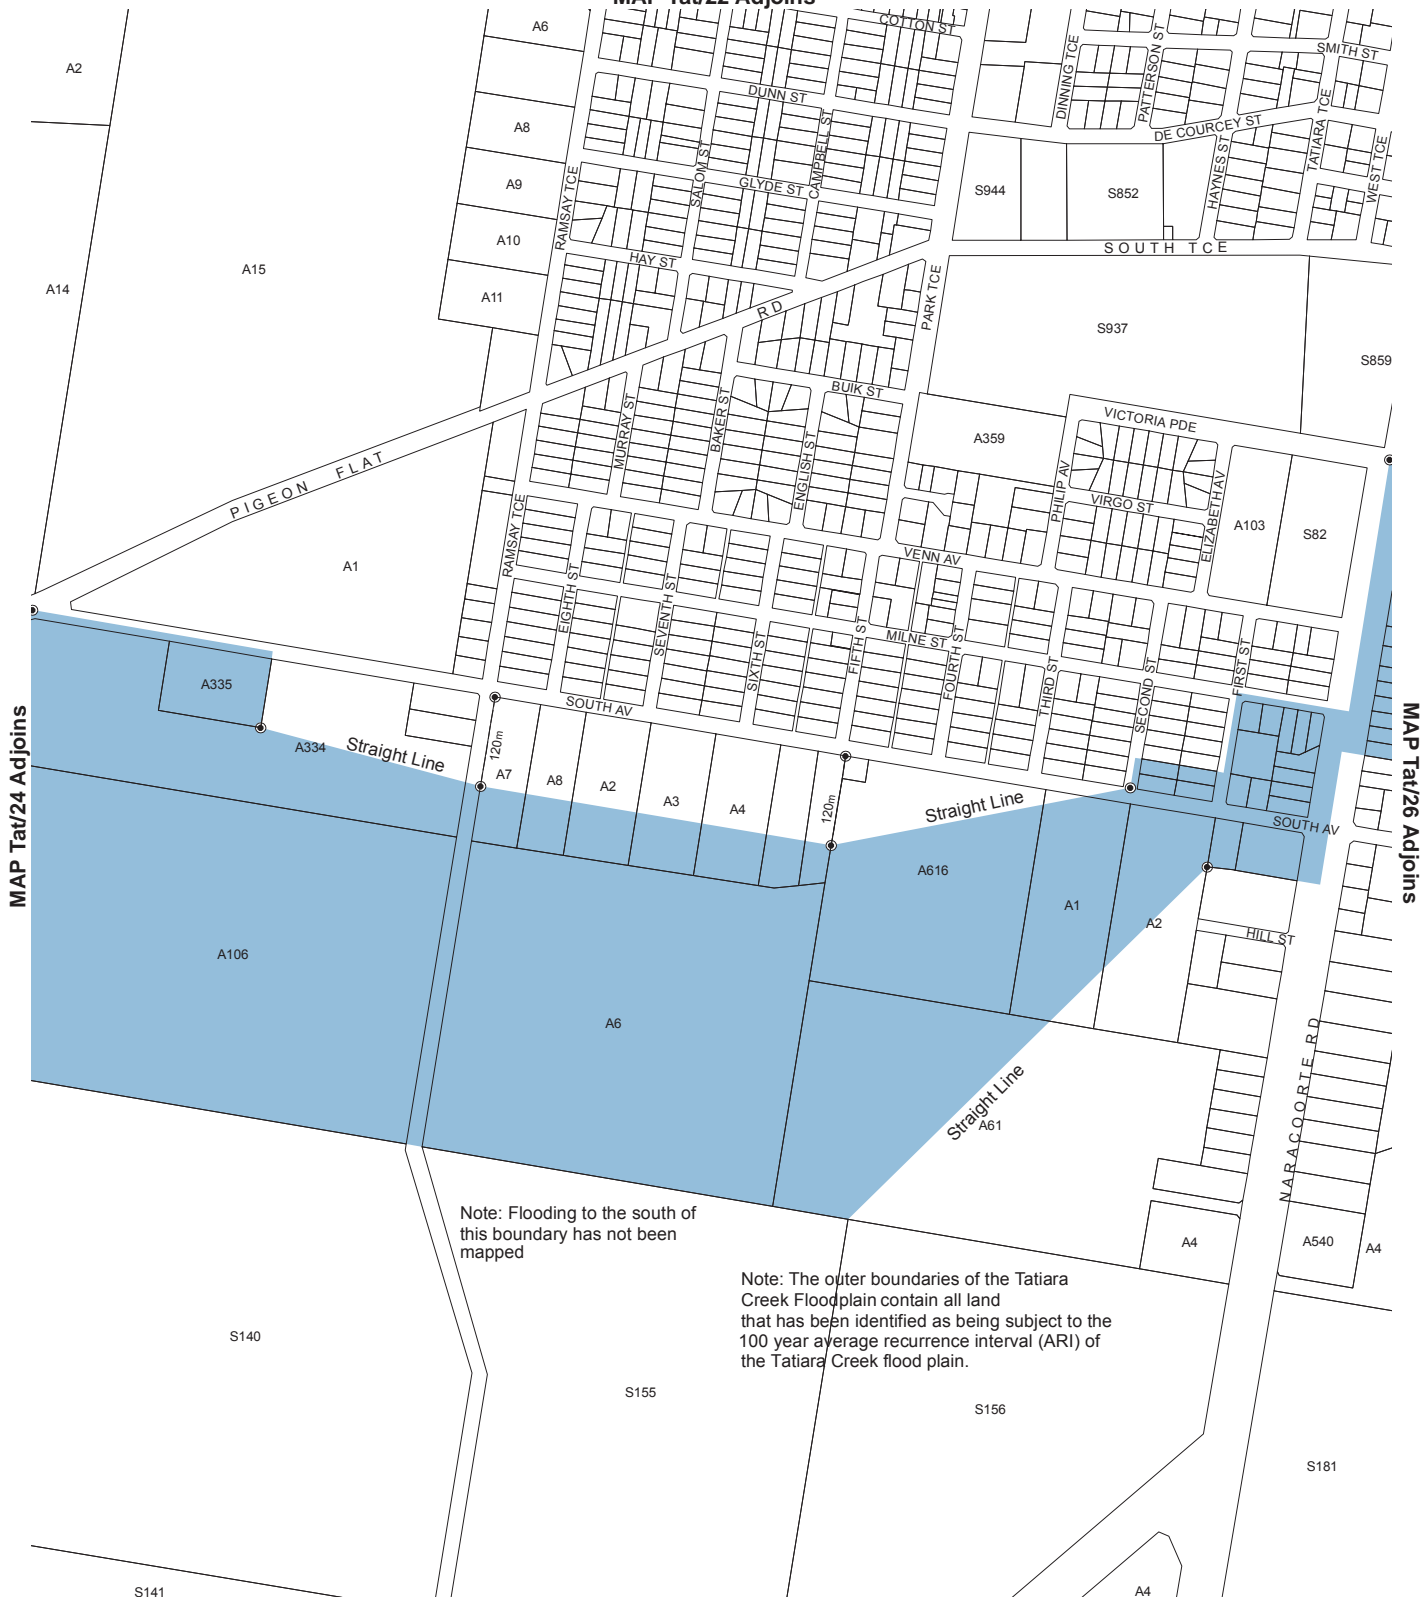 MAP Tat/22 Adjoins
A6
COTTON ST
SMITH ST
A2
DINNING TCE
PATTERSON ST
TATIARA TCE
WEST TCE
DUNN ST
DE COURCEY ST
A8
CAMPBELL ST
HAYNES ST
SALOM ST
GLYDE ST
A9
S944
S852
RAMSAY TCE
A10
SOUTH TCE
HAY ST
A15
A14
A11
PARK TCE
RD
S937
S859
BUIK ST
VICTORIA PDE
MURRAY ST
BAKER ST
ENGLISH ST
A359
PIGEON FLAT
PHILIP AV
VIRGO ST
ELIZABETH AV
A103
S82
RAMSAY TCE
VENN AV
A1
EIGHTH ST
SEVENTH ST
SIXTH ST
FIFTH ST
MILNE ST
FOURTH ST
THIRD ST
SECOND ST
FIRST ST
A335
SOUTH AV
MAP Tat/24 Adjoins
MAP Tat/26 Adjoins
A334
Straight Line
120m
A7
A8
A2
A3
A4
120m
Straight Line
SOUTH AV
A616
A1
A2
HILL ST
A106
A6
NARACOORTE RD
Straight Line
A61
Note: Flooding to the south of
this boundary has not been
mapped
A4
A540
A4
Note: The outer boundaries of the Tatiara
Creek Floodplain contain all land
that has been identified as being subject to the
100 year average recurrence interval (ARI) of
the Tatiara Creek flood plain.
S140
S155
S156
S181
S141
A4